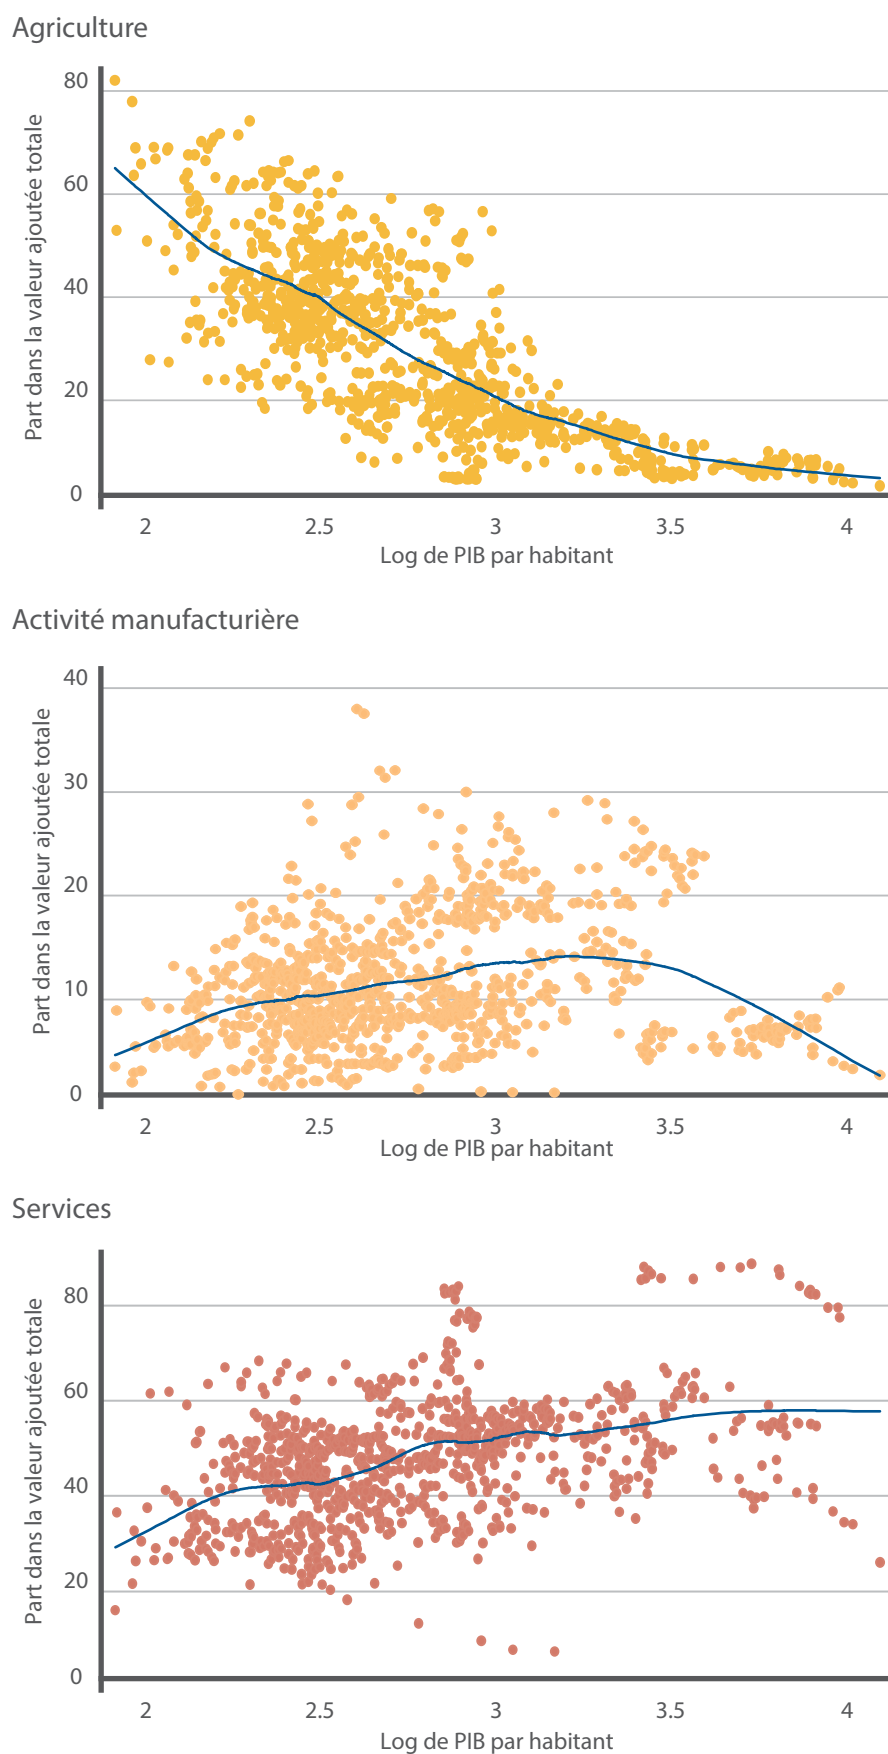 Agriculture
Part dans la valeur ajoutée totale
80
60
40
20
0
2 2.5 3 3.5 4
Log de PIB par habitant
Activité manufacturière
Part dans la valeur ajoutée totale
40
30
20
10
0
2 2.5 3 3.5 4
Log de PIB par habitant
Services
Part dans la valeur ajoutée totale
80
60
40
20
0
2 2.5 3 3.5 4
Log de PIB par habitant